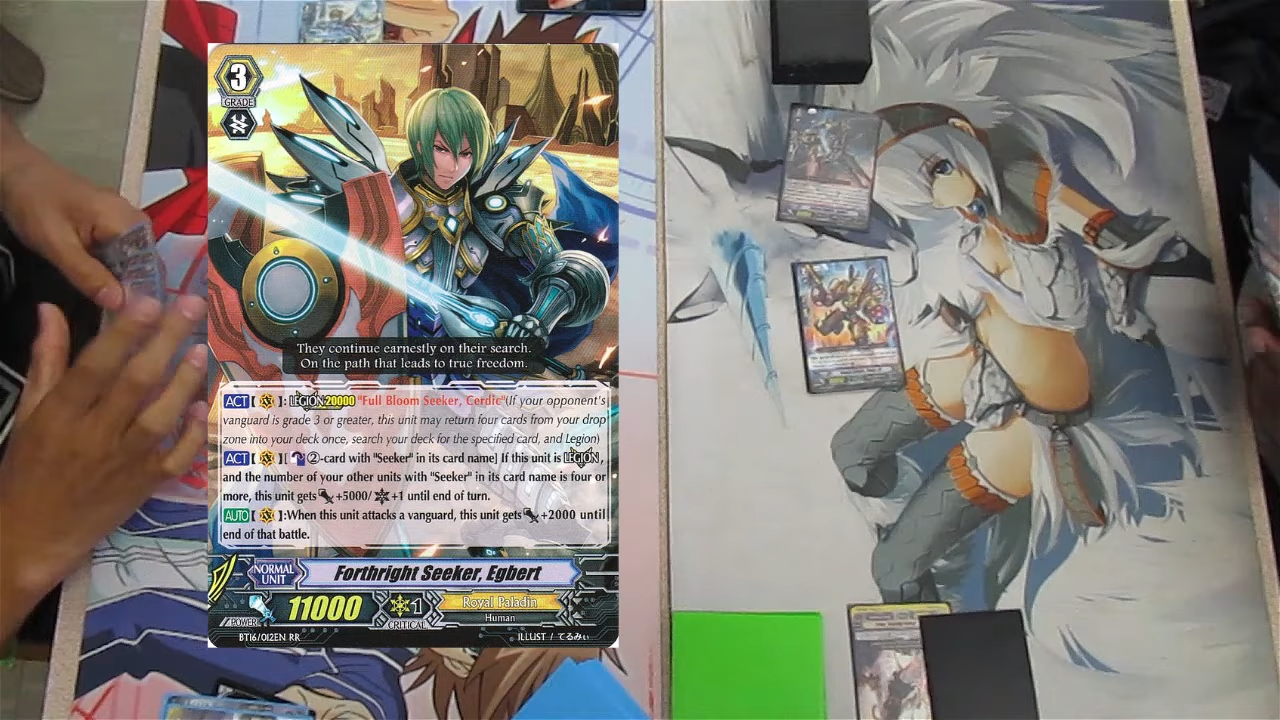 3
GRADE
They continue earnestly on their search.
On the path that leads to true freedom.
ACT[ ]: LEGION 20000 "Full Bloom Seeker, Cerdic"(If your opponent's
vanguard is grade 3 or greater, this unit may return four cards from your drop
zone into your deck once, search your deck for the specified card, and Legion)
ACT[ ][ ②-card with "Seeker" in its card name] If this unit is LEGION,
and the number of your other units with "Seeker" in its card name is four or
more, this unit gets +5000/ +1 until end of turn.
AUTO[ ]:When this unit attacks a vanguard, this unit gets +2000 until
end of that battle.
NORMAL
UNIT
Forthright Seeker, Egbert
POWER
11000
1
CRITICAL
Royal Paladin
Human
BT16/012EN RR
ILLUST / てるみぃ